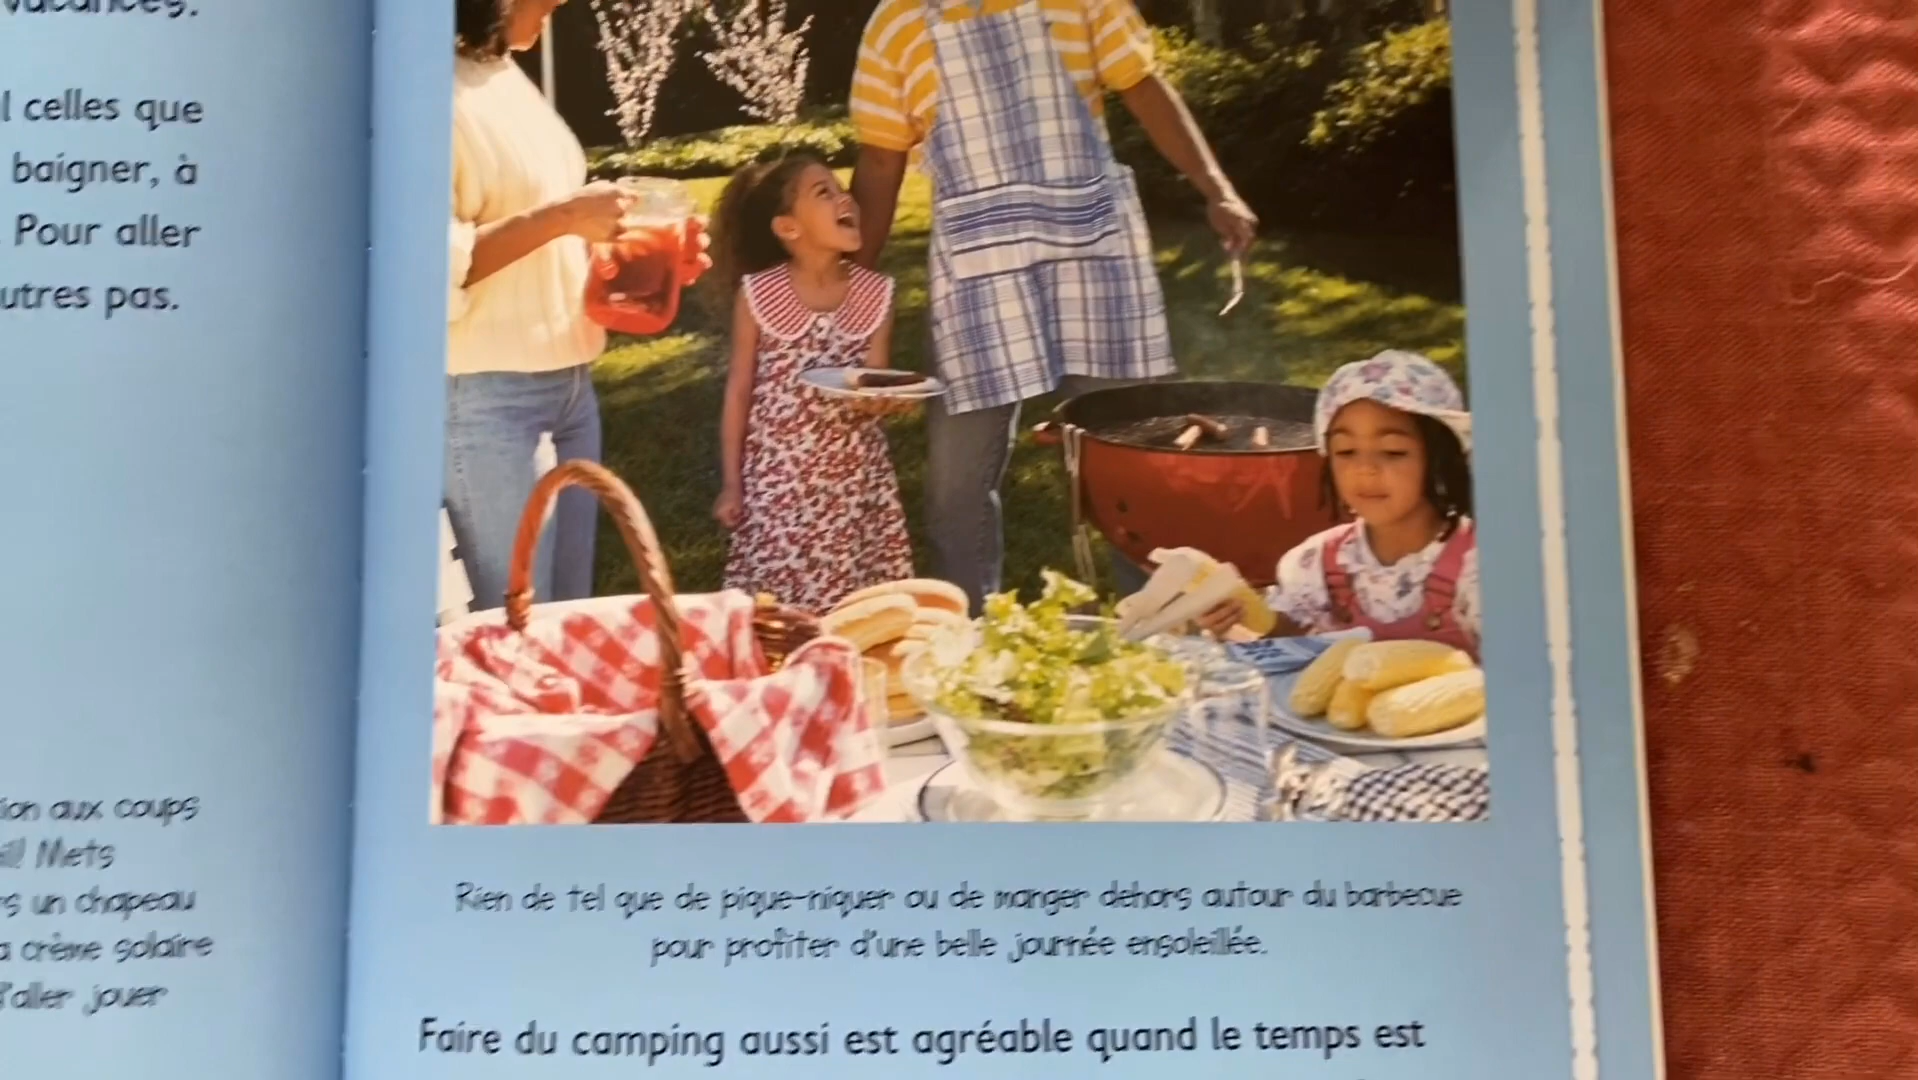 vacances.
l celles que
baigner, à
. Pour aller
utres pas.
ion aux coups
il! Mets
s un chapeau
a crème solaire
d'aller jouer
Rien de tel que de pique-niquer ou de manger dehors autour du barbecue
pour profiter d'une belle journée ensoleillée.
Faire du camping aussi est agréable quand le temps est